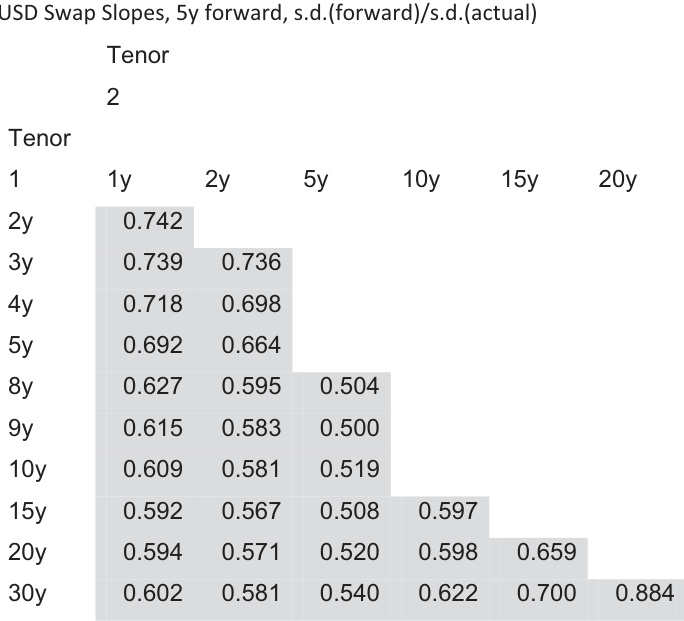 USD Swap Slopes, 5y forward, s.d.(forward)/s.d.(actual)
Tenor
2
Tenor
1 1y 2y 5y 10y 15y 20y
2y 0.742
3y 0.739 0.736
4y 0.718 0.698
5y 0.692 0.664
8y 0.627 0.595 0.504
9y 0.615 0.583 0.500
10y 0.609 0.581 0.519
15y 0.592 0.567 0.508 0.597
20y 0.594 0.571 0.520 0.598 0.659
30y 0.602 0.581 0.540 0.622 0.700 0.884